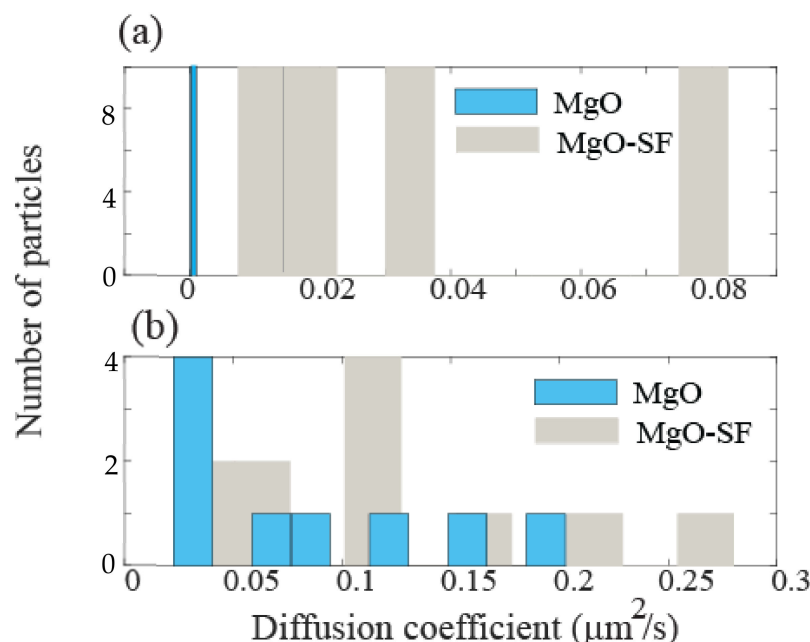 (a)
8
4
0
MgO
MgO-SF
0 0.02 0.04 0.06 0.08
Number of particles
(b)
4
2
0
MgO
MgO-SF
0 0.05 0.1 0.15 0.2 0.25 0.3
Diffusion coefficient (μm²/s)